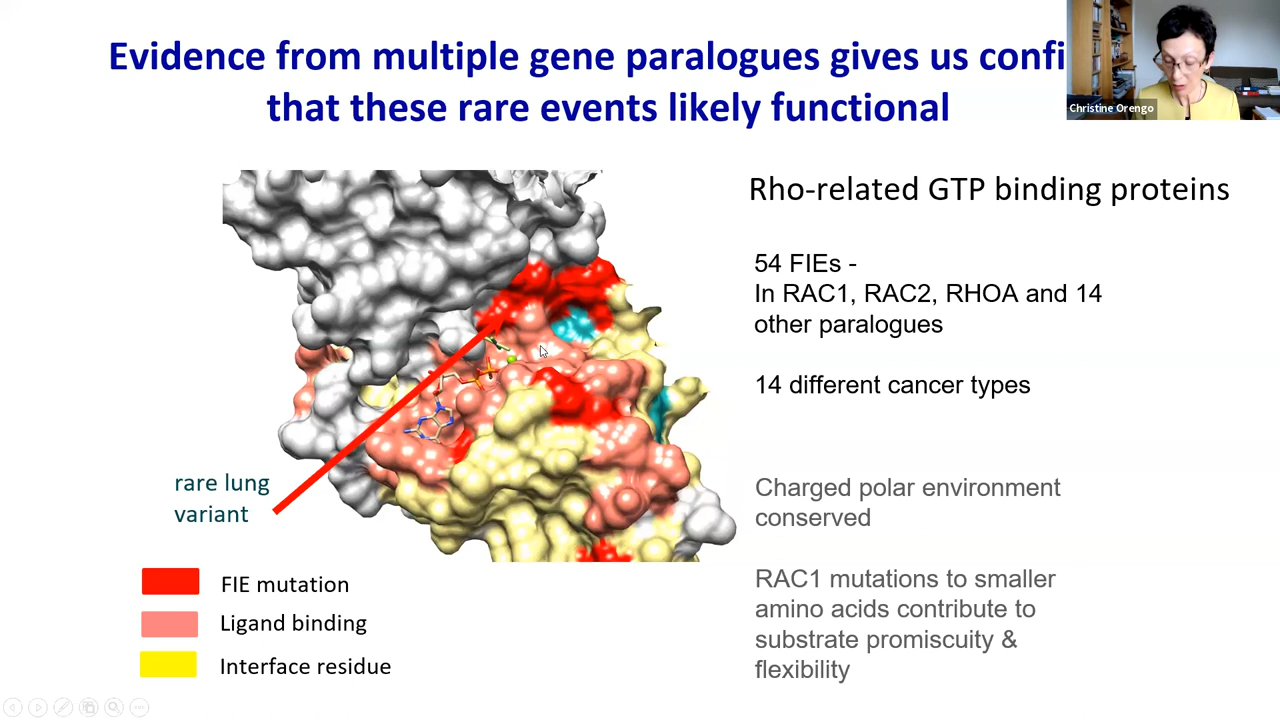 Evidence from multiple gene paralogues gives us confi
that these rare events likely functional
Christine Orengo
Rho-related GTP binding proteins
54 FIEs -
In RAC1, RAC2, RHOA and 14
other paralogues
14 different cancer types
rare lung
variant
Charged polar environment
conserved
FIE mutation
Ligand binding
Interface residue
RAC1 mutations to smaller
amino acids contribute to
substrate promiscuity &
flexibility